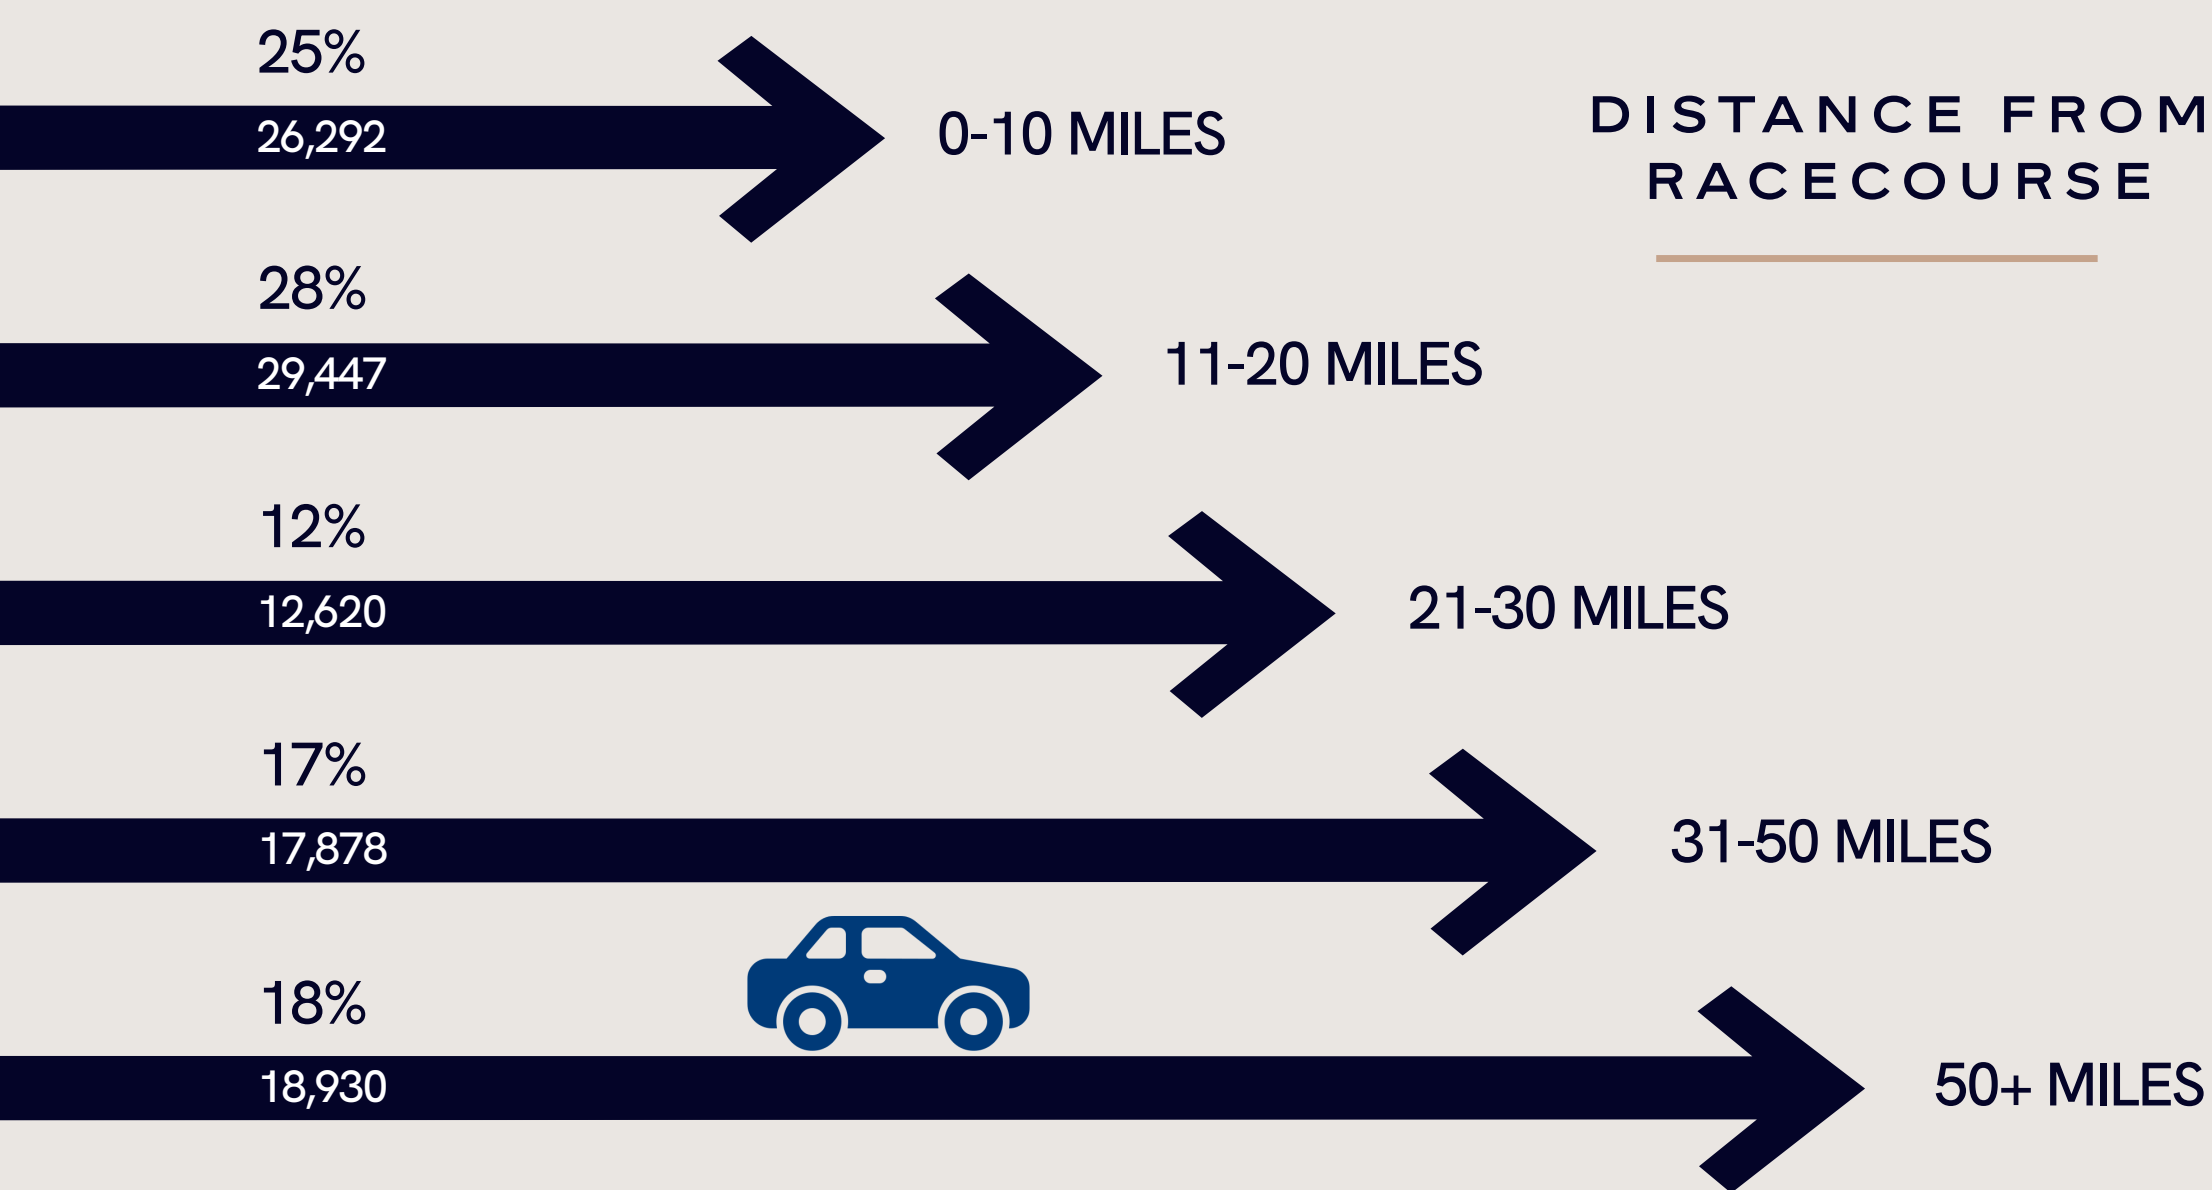 25%
26,292
0-10 MILES
DISTANCE FROM
RACECOURSE
28%
29,447
11-20 MILES
12%
12,620
21-30 MILES
17%
17,878
31-50 MILES
18%
18,930
50+ MILES